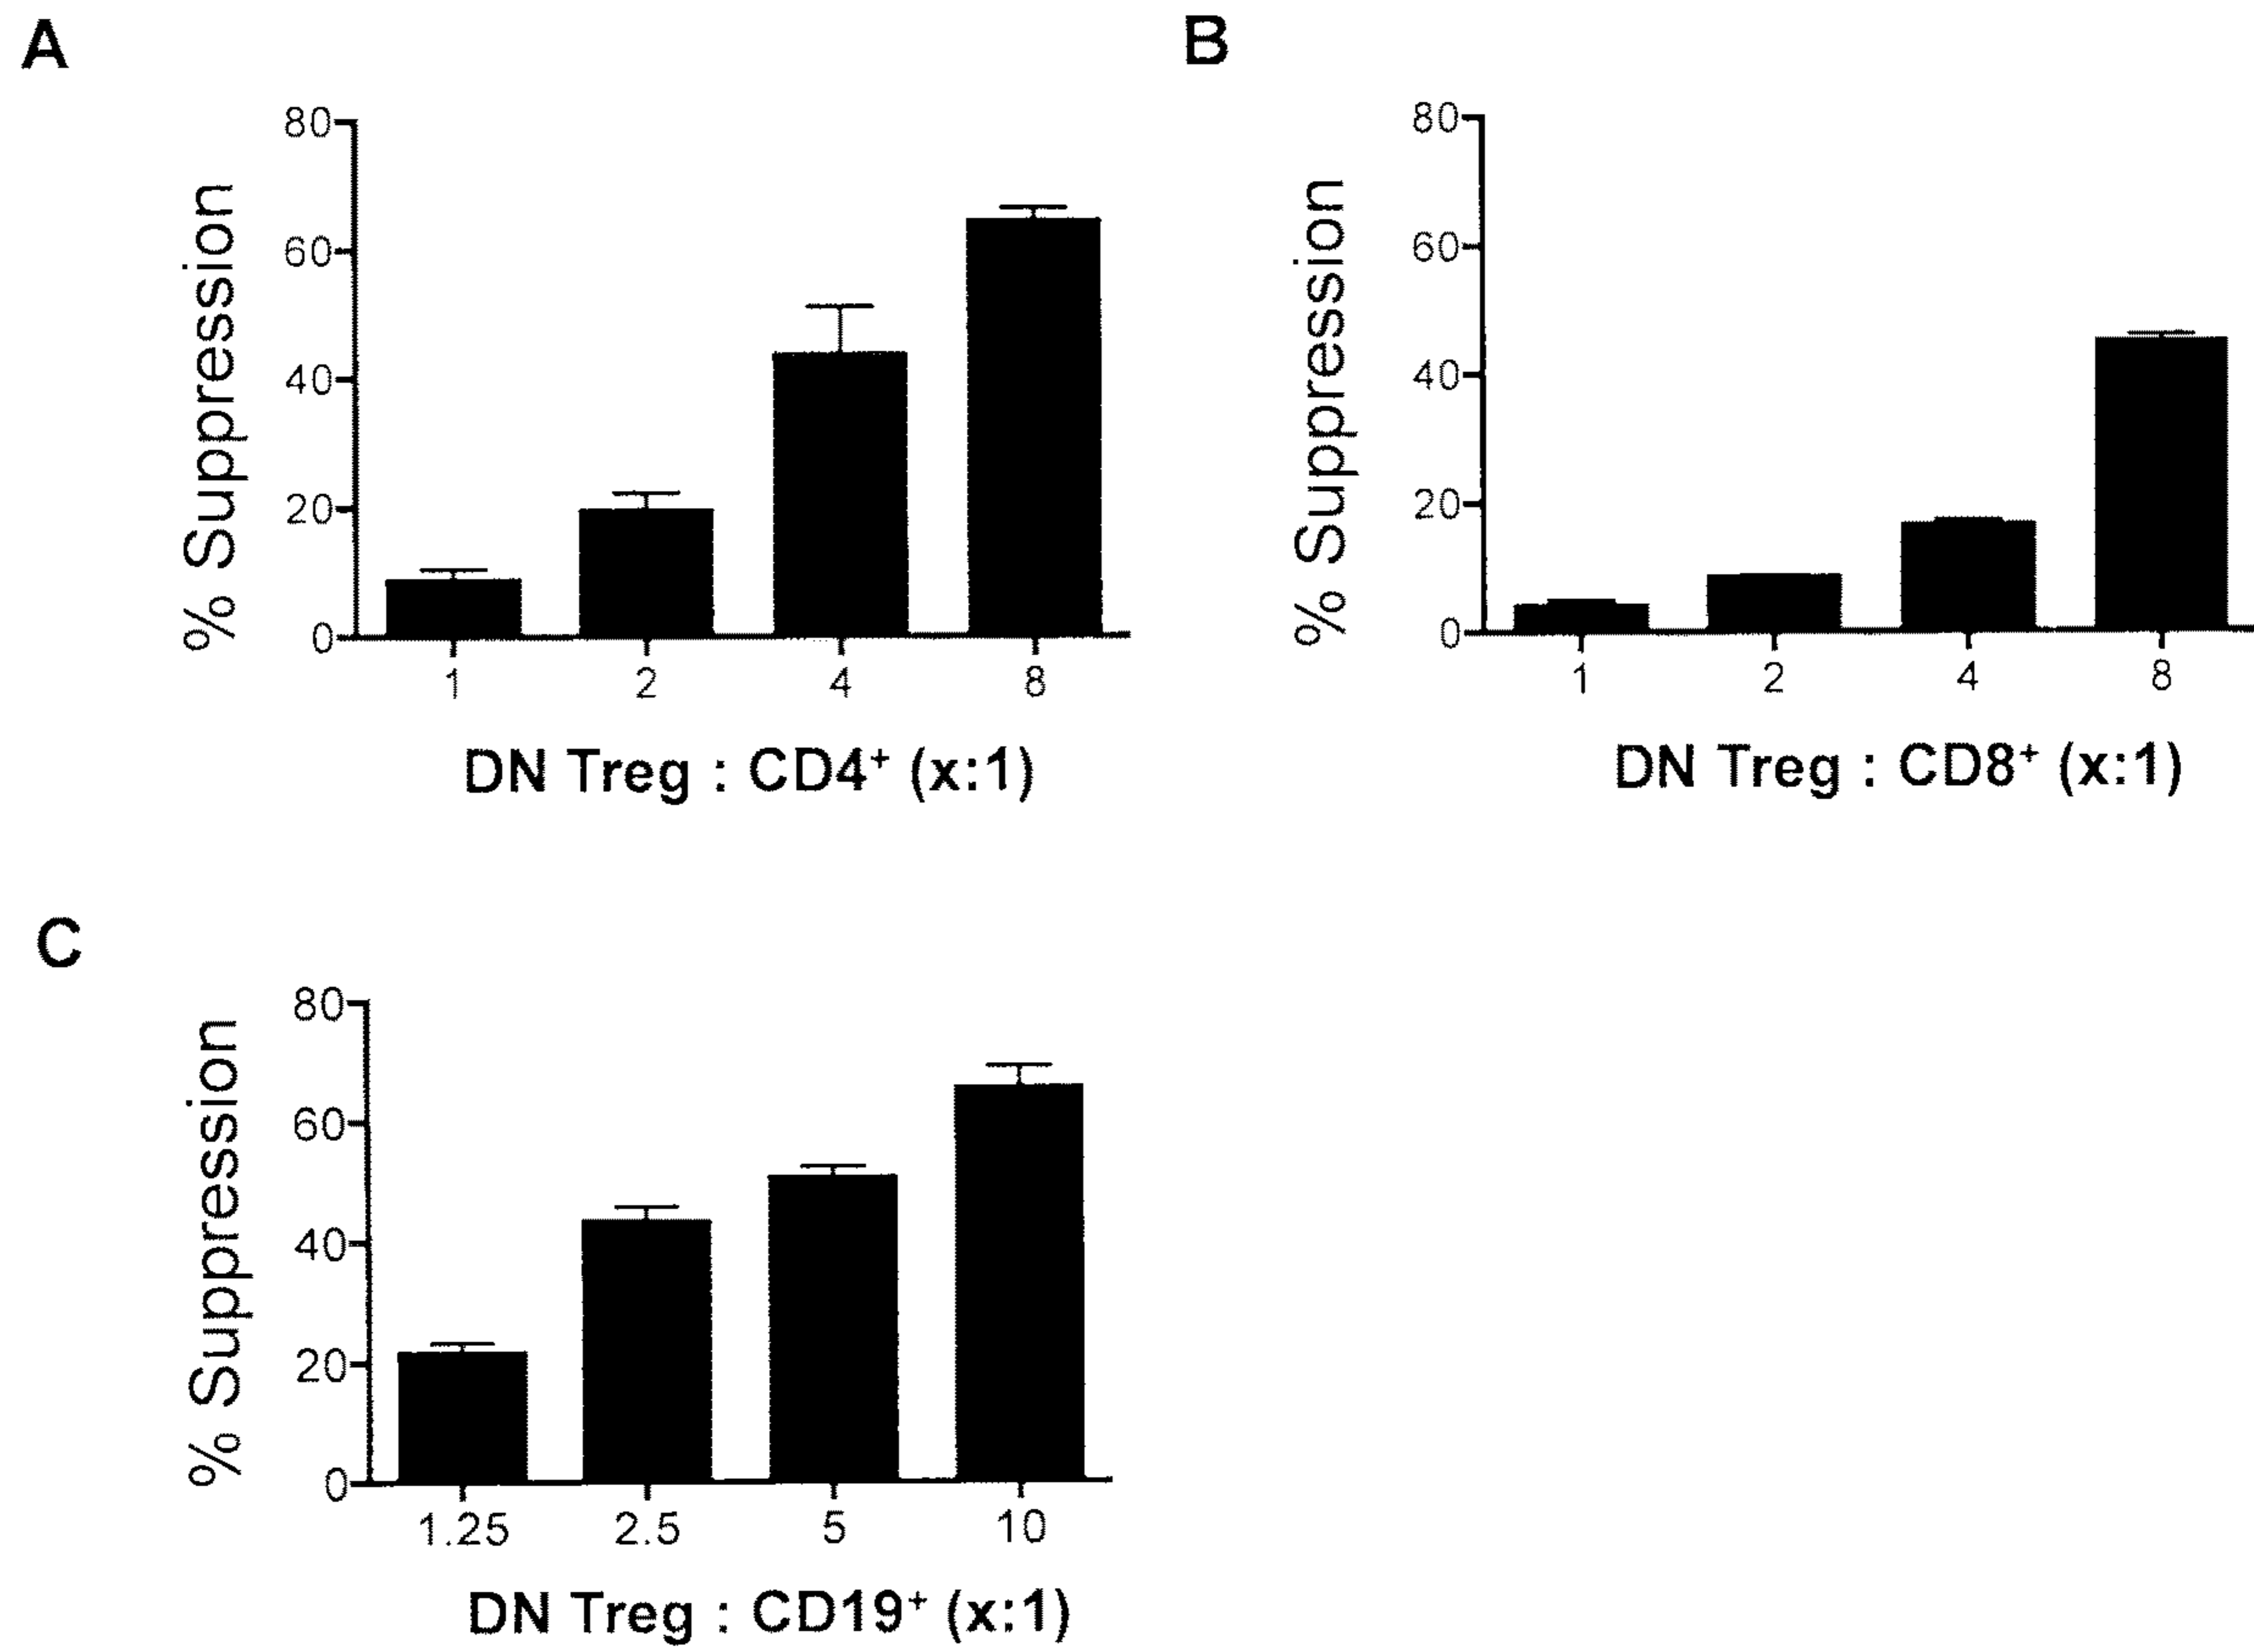 A
% Suppression
80
60
40
20
0
1 2 4 8
DN Treg : CD4⁺ (x:1)
B
% Suppression
80
60
40
20
0
1 2 4 8
DN Treg : CD8⁺ (x:1)
C
% Suppression
80
60
40
20
0
1.25 2.5 5 10
DN Treg : CD19⁺ (x:1)